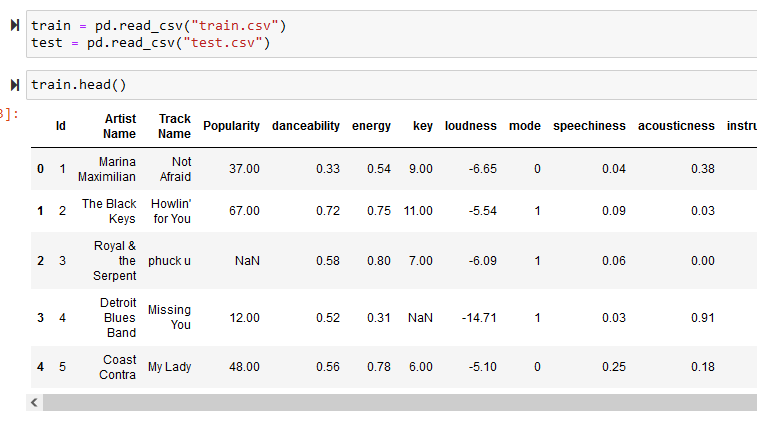 train = pd.read_csv("train.csv")
test = pd.read_csv("test.csv")
train.head()
]:
Id Artist Name Track Name Popularity danceability energy key loudness mode speechiness acousticness instru
0 1 Marina Maximilian Not Afraid 37.00 0.33 0.54 9.00 -6.65 0 0.04 0.38
1 2 The Black Keys Howlin' for You 67.00 0.72 0.75 11.00 -5.54 1 0.09 0.03
2 3 Royal & the Serpent phuck u NaN 0.58 0.80 7.00 -6.09 1 0.06 0.00
3 4 Detroit Blues Band Missing You 12.00 0.52 0.31 NaN -14.71 1 0.03 0.91
4 5 Coast Contra My Lady 48.00 0.56 0.78 6.00 -5.10 0 0.25 0.18